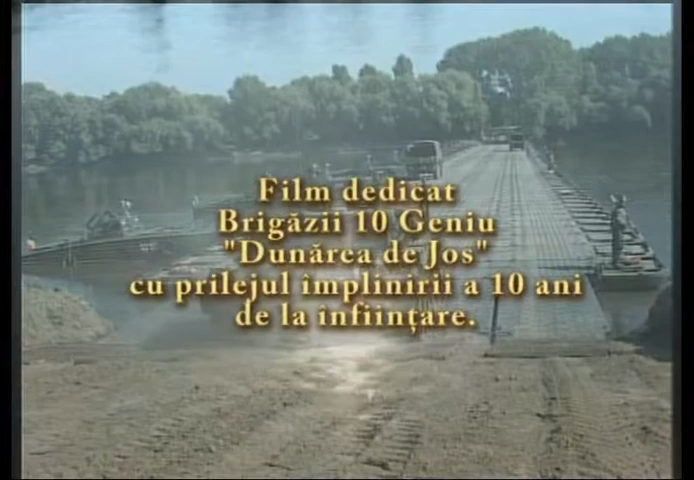 Film dedicat
Brigăzii 10 Geniu
"Dunărea de Jos"
cu prilejul împlinirii a 10 ani
de la înființare.